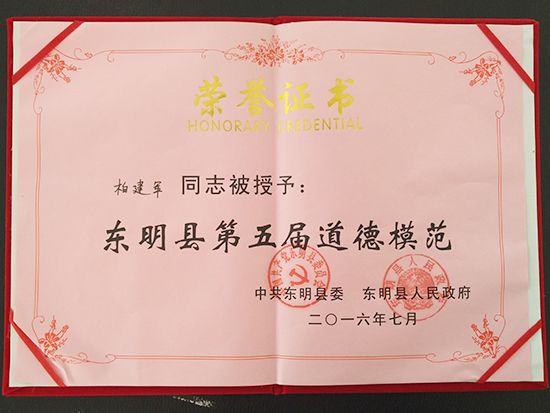 荣誉证书
HONORARY CREDENTIAL
柏建军 同志被授予：
东明县第五届道德模范
中共东明县委 东明县人民政府
二〇一六年七月